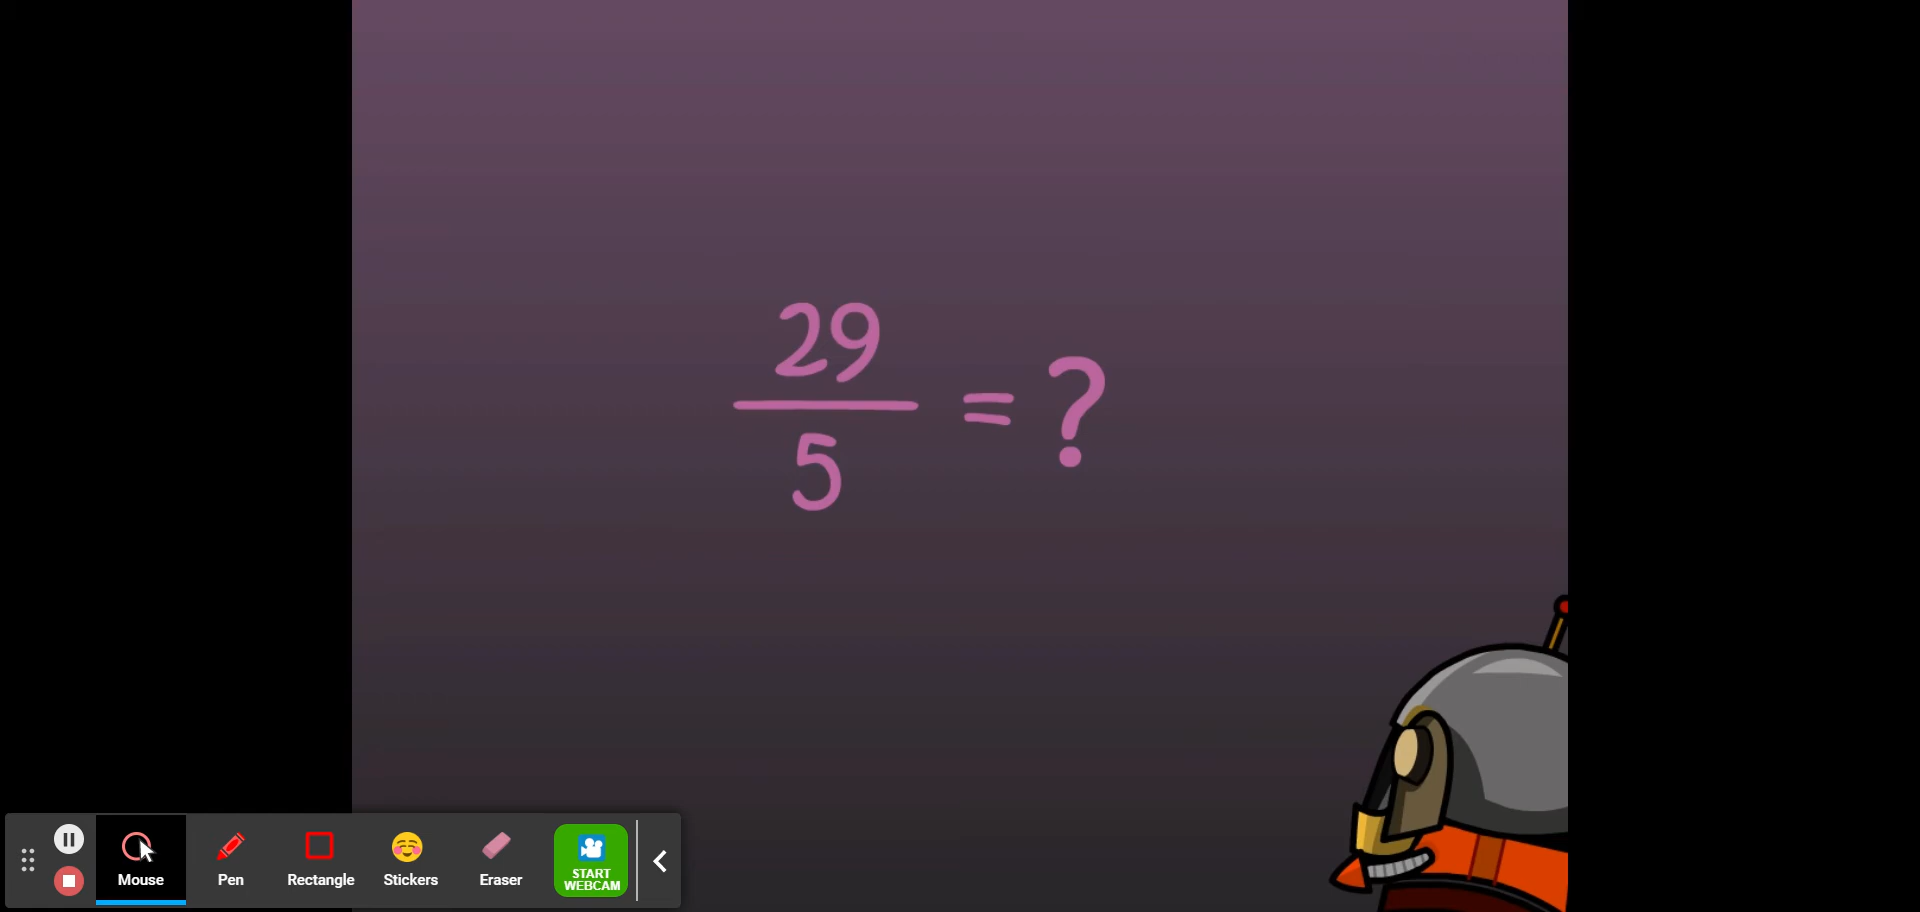 29
= ?
5
Mouse
Pen
Rectangle
Stickers
Eraser
START
WEBCAM